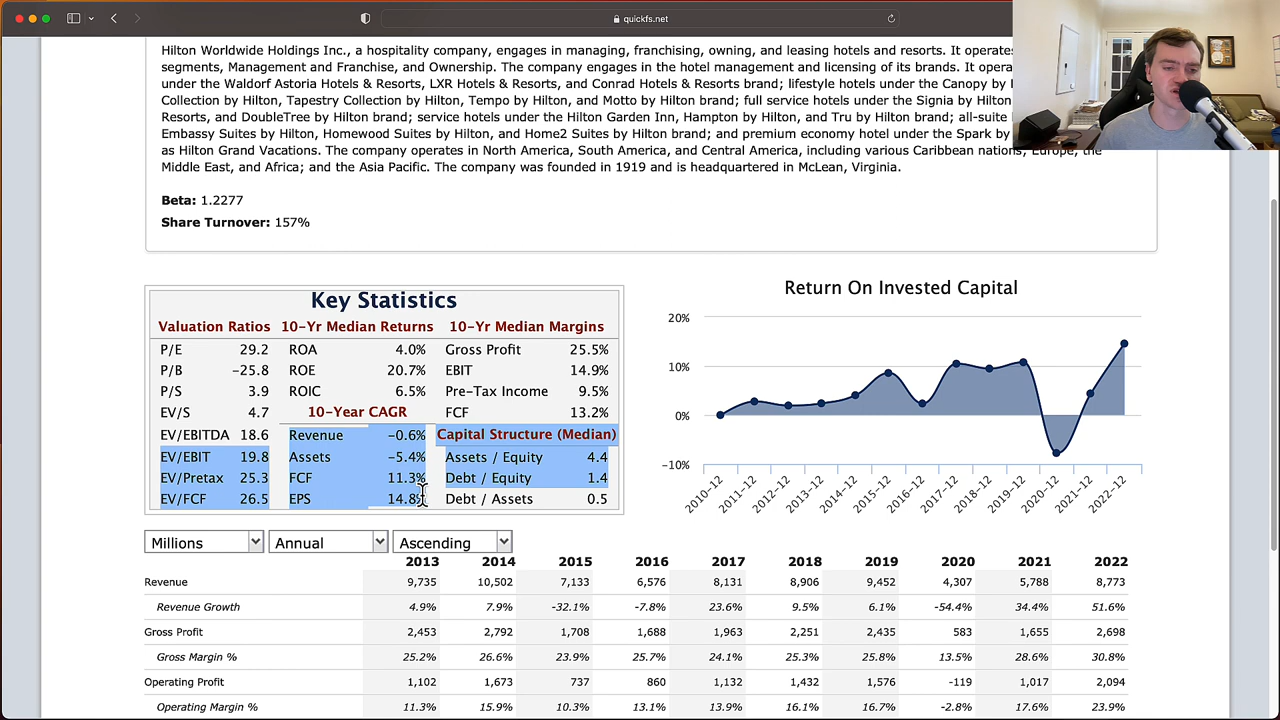 quickfs.net
Hilton Worldwide Holdings Inc., a hospitality company, engages in managing, franchising, owning, and leasing hotels and resorts. It operates
segments, Management and Franchise, and Ownership. The company engages in the hotel management and licensing of its brands. It opera
under the Waldorf Astoria Hotels & Resorts, LXR Hotels & Resorts, and Conrad Hotels & Resorts brand; lifestyle hotels under the Canopy by
Collection by Hilton, Tapestry Collection by Hilton, Tempo by Hilton, and Motto by Hilton brand; full service hotels under the Signia by Hilton
Resorts, and DoubleTree by Hilton brand; service hotels under the Hilton Garden Inn, Hampton by Hilton, and Tru by Hilton brand; all-suite
Embassy Suites by Hilton, Homewood Suites by Hilton, and Home2 Suites by Hilton brand; and premium economy hotel under the Spark by
as Hilton Grand Vacations. The company operates in North America, South America, and Central America, including various Caribbean nations, Europe, the
Middle East, and Africa; and the Asia Pacific. The company was founded in 1919 and is headquartered in McLean, Virginia.
Beta: 1.2277
Share Turnover: 157%
Key Statistics
Valuation Ratios 10-Yr Median Returns 10-Yr Median Margins
P/E 29.2 ROA 4.0% Gross Profit 25.5%
P/B −25.8 ROE 20.7% EBIT 14.9%
P/S 3.9 ROIC 6.5% Pre-Tax Income 9.5%
EV/S 4.7 10-Year CAGR FCF 13.2%
EV/EBITDA 18.6 Revenue −0.6% Capital Structure (Median)
EV/EBIT 19.8 Assets −5.4% Assets / Equity 4.4
EV/Pretax 25.3 FCF 11.3% Debt / Equity 1.4
EV/FCF 26.5 EPS 14.8% Debt / Assets 0.5
Return On Invested Capital
20%
10%
0%
−10%
2010-12 2011-12 2012-12 2013-12 2014-12 2015-12 2016-12 2017-12 2018-12 2019-12 2020-12 2021-12 2022-12
Millions Annual Ascending
2013 2014 2015 2016 2017 2018 2019 2020 2021 2022
Revenue 9,735 10,502 7,133 6,576 8,131 8,906 9,452 4,307 5,788 8,773
Revenue Growth 4.9% 7.9% -32.1% -7.8% 23.6% 9.5% 6.1% -54.4% 34.4% 51.6%
Gross Profit 2,453 2,792 1,708 1,688 1,963 2,251 2,435 583 1,655 2,698
Gross Margin % 25.2% 26.6% 23.9% 25.7% 24.1% 25.3% 25.8% 13.5% 28.6% 30.8%
Operating Profit 1,102 1,673 737 860 1,132 1,432 1,576 -119 1,017 2,094
Operating Margin % 11.3% 15.9% 10.3% 13.1% 13.9% 16.1% 16.7% -2.8% 17.6% 23.9%